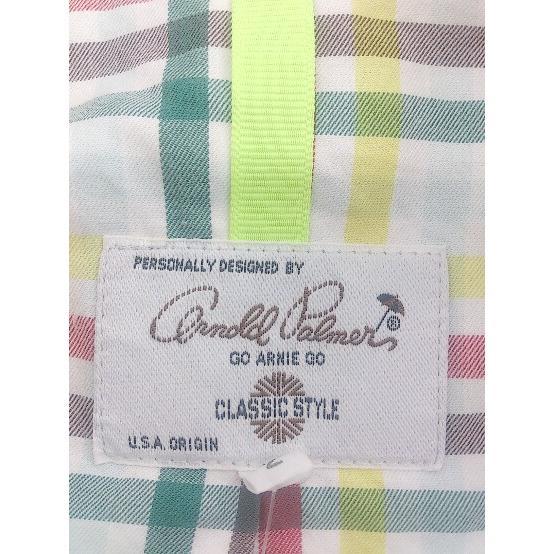 PERSONALLY DESIGNED BY
Arnold Palmer®
GO ARNIE GO
CLASSIC STYLE
U.S.A. ORIGIN